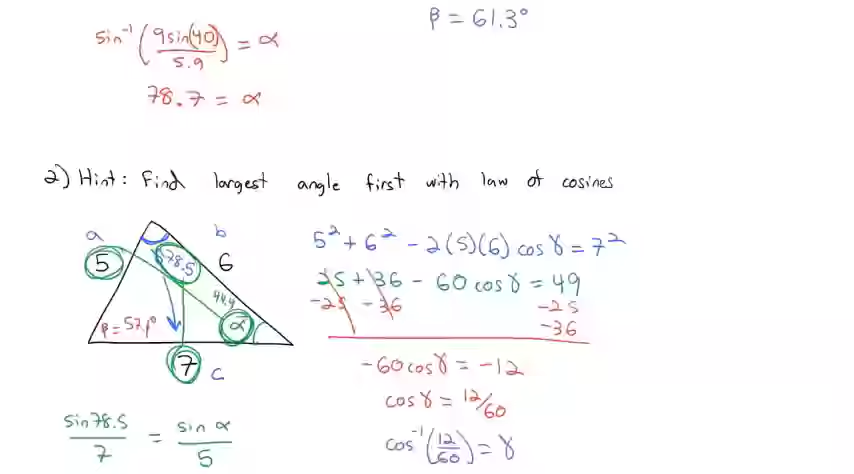 β = 61.3°
sin⁻¹ (9sin(40)/5.9) = α
78.7 = α
2) Hint: Find largest angle first with law of cosines
a
b
5
78.5
6
44.4
β = 57.1°
α
7
c
5² + 6² - 2(5)(6) cos γ = 7²
25 + 36 - 60 cos γ = 49
-25 -36 -25
-36
-60 cos γ = -12
cos γ = 12/60
cos⁻¹(12/60) = γ
sin 78.5/7 = sin α/5